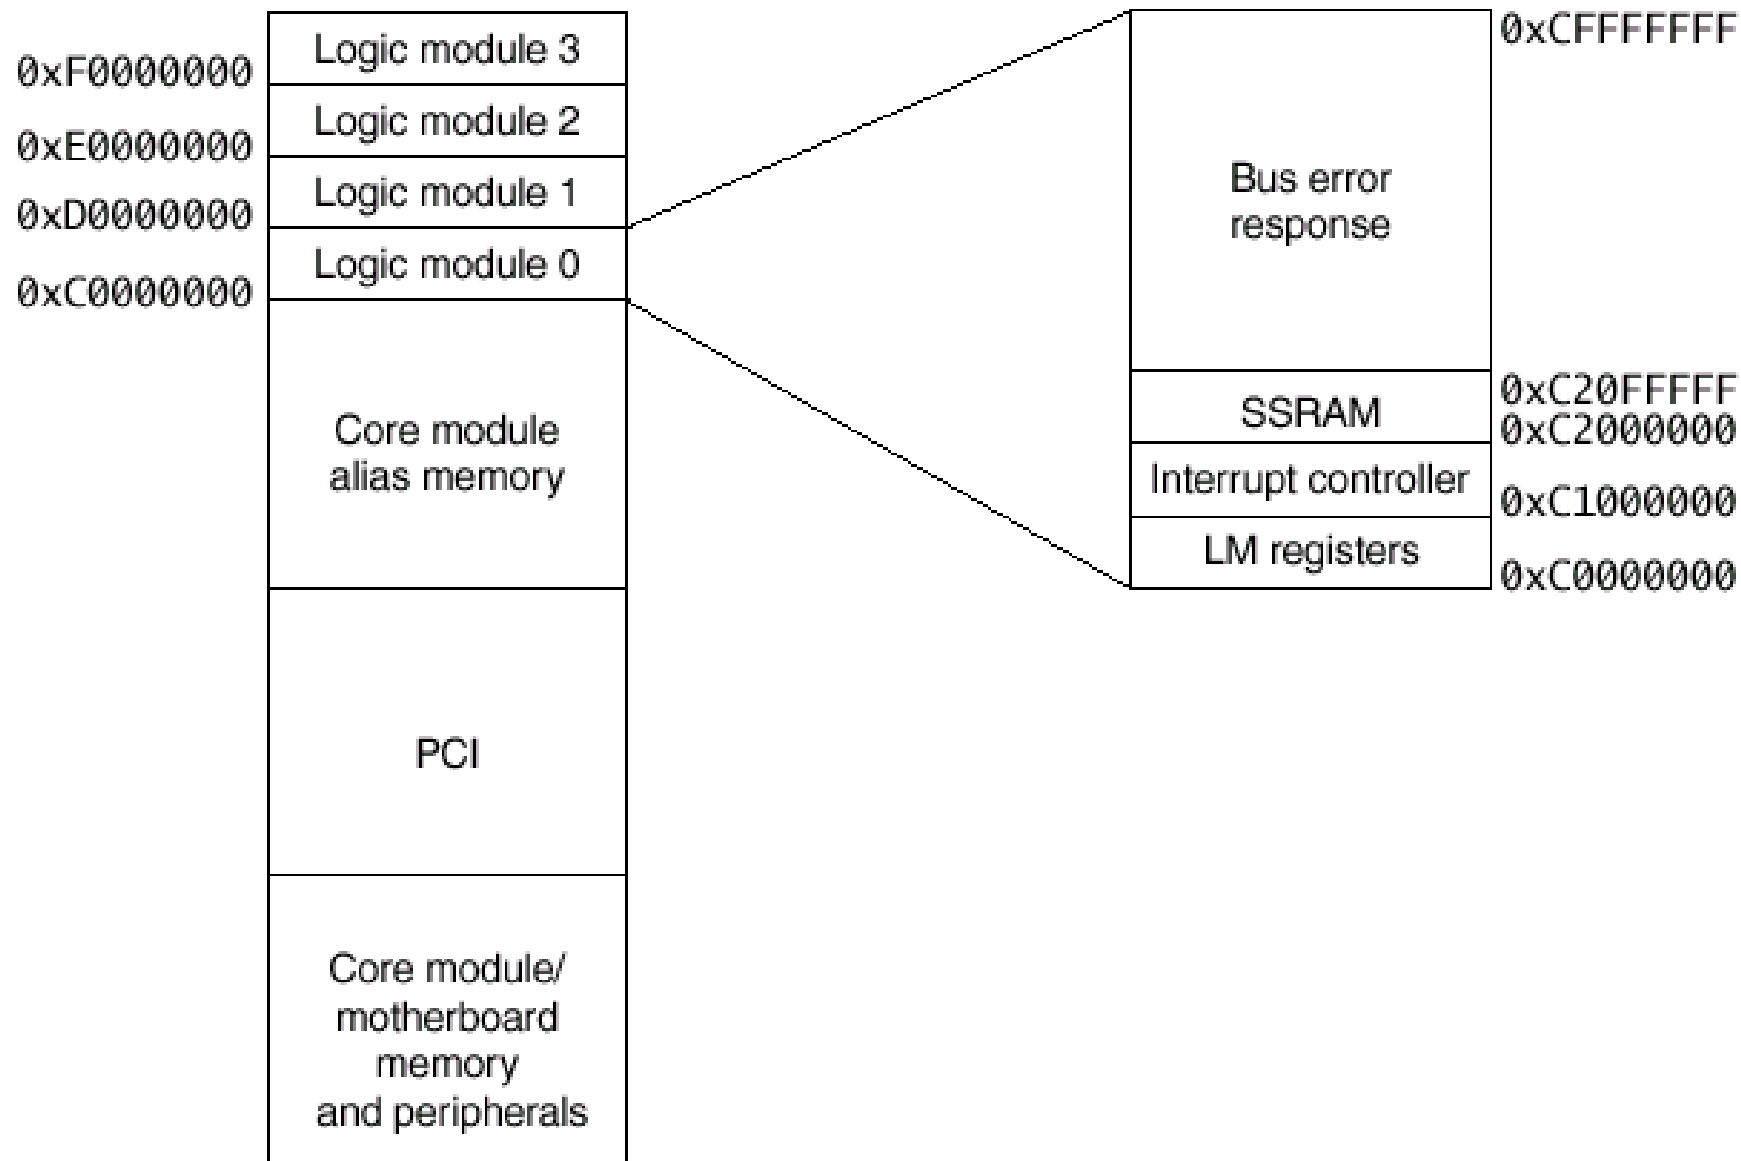 Logic module 3
0xF0000000
Logic module 2
0xE0000000
Logic module 1
0xD0000000
Logic module 0
0xC0000000
Core module
alias memory
PCI
Core module/
motherboard
memory
and peripherals
0xCFFFFFFF
Bus error
response
0xC20FFFFF
SSRAM
0xC2000000
Interrupt controller
0xC1000000
LM registers
0xC0000000